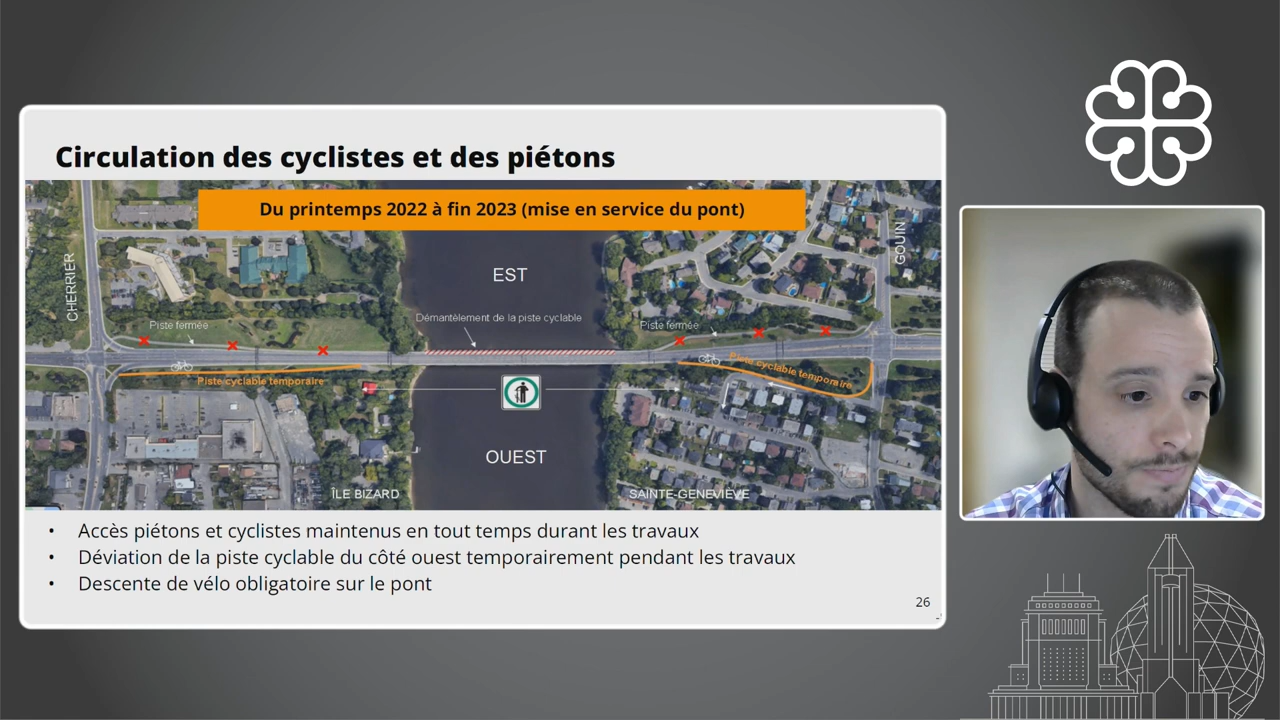 Circulation des cyclistes et des piétons
Du printemps 2022 à fin 2023 (mise en service du pont)
CHERRIER
GOUIN
EST
Démantèlement de la piste cyclable
Piste fermée
Piste fermée
Piste cyclable temporaire
Piste cyclable temporaire
OUEST
ÎLE BIZARD
SAINTE-GENEVIÈVE
• Accès piétons et cyclistes maintenus en tout temps durant les travaux
• Déviation de la piste cyclable du côté ouest temporairement pendant les travaux
• Descente de vélo obligatoire sur le pont
26